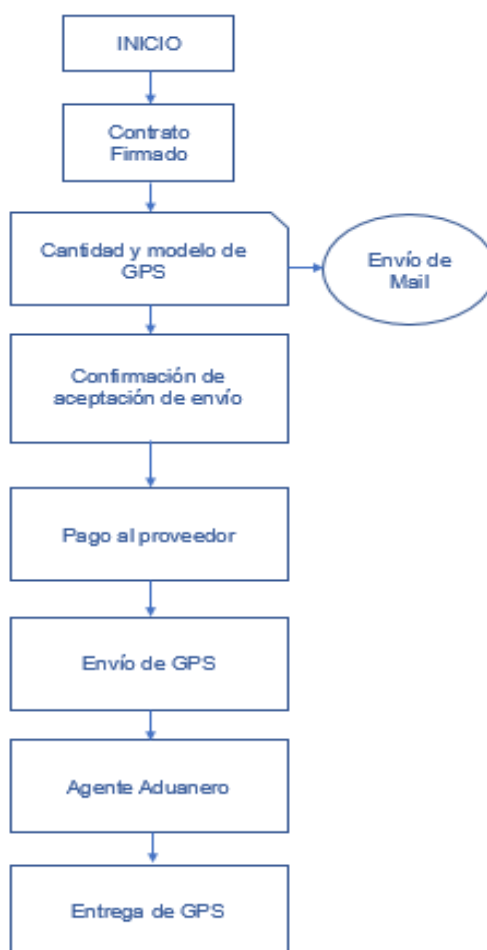 INICIO
Contrato
Firmado
Cantidad y modelo de
GPS
Envío de
Mail
Confirmación de
aceptación de envío
Pago al proveedor
Envío de GPS
Agente Aduanero
Entrega de GPS